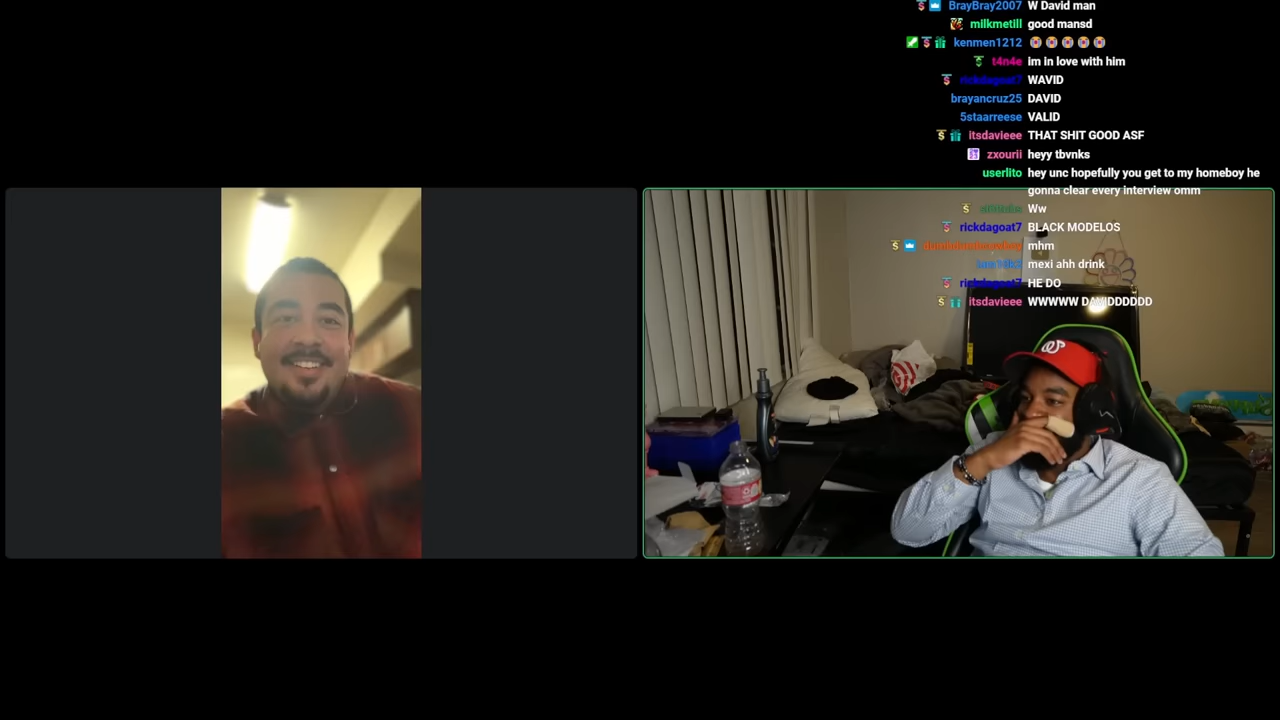 BrayBray2007 W David man
milkmetill good mansd
kenmen1212
t4n4e im in love with him
rickdagoat7 WAVID
brayancruz25 DAVID
5staarreese VALID
itsdavieee THAT SHIT GOOD ASF
zxourii heyy tbvnks
userlito hey unc hopefully you get to my homeboy he
gonna clear every interview omm
Ww
rickdagoat7 BLACK MODELOS
mhm
mexi ahh drink
rickdagoat7 HE DO
itsdavieee WWWWW DAVIDDDDDD
W